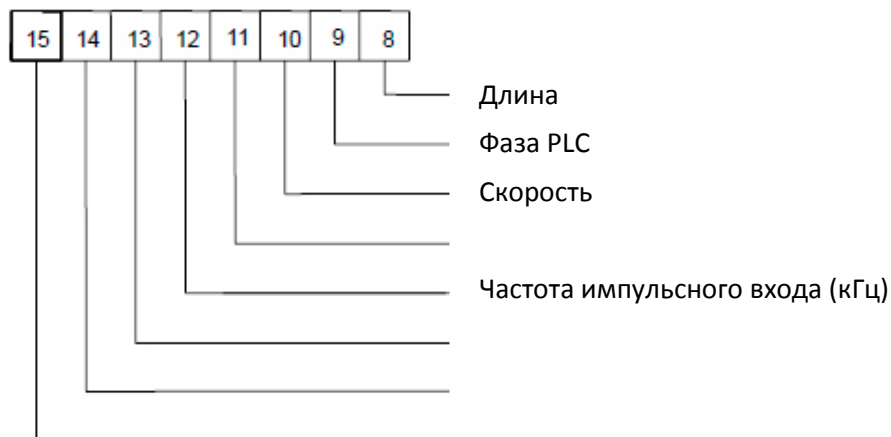 15 14 13 12 11 10 9 8
Длина
Фаза PLC
Скорость
Частота импульсного входа (кГц)